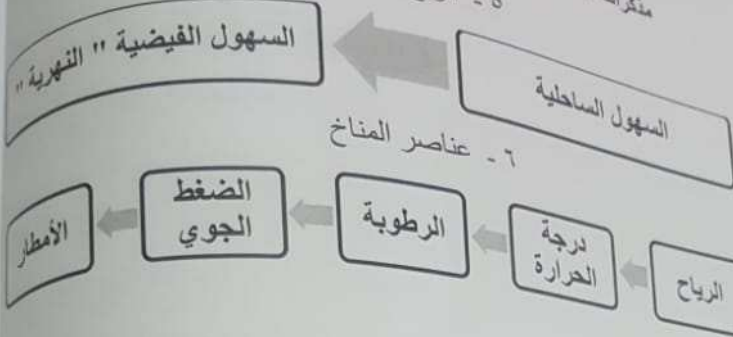 السهول الساحلية
السهول الفيضية " النهرية "
٦ - عناصر المناخ
الرياح
درجة
الحرارة
الرطوبة
الضغط
الجوي
الأمطار